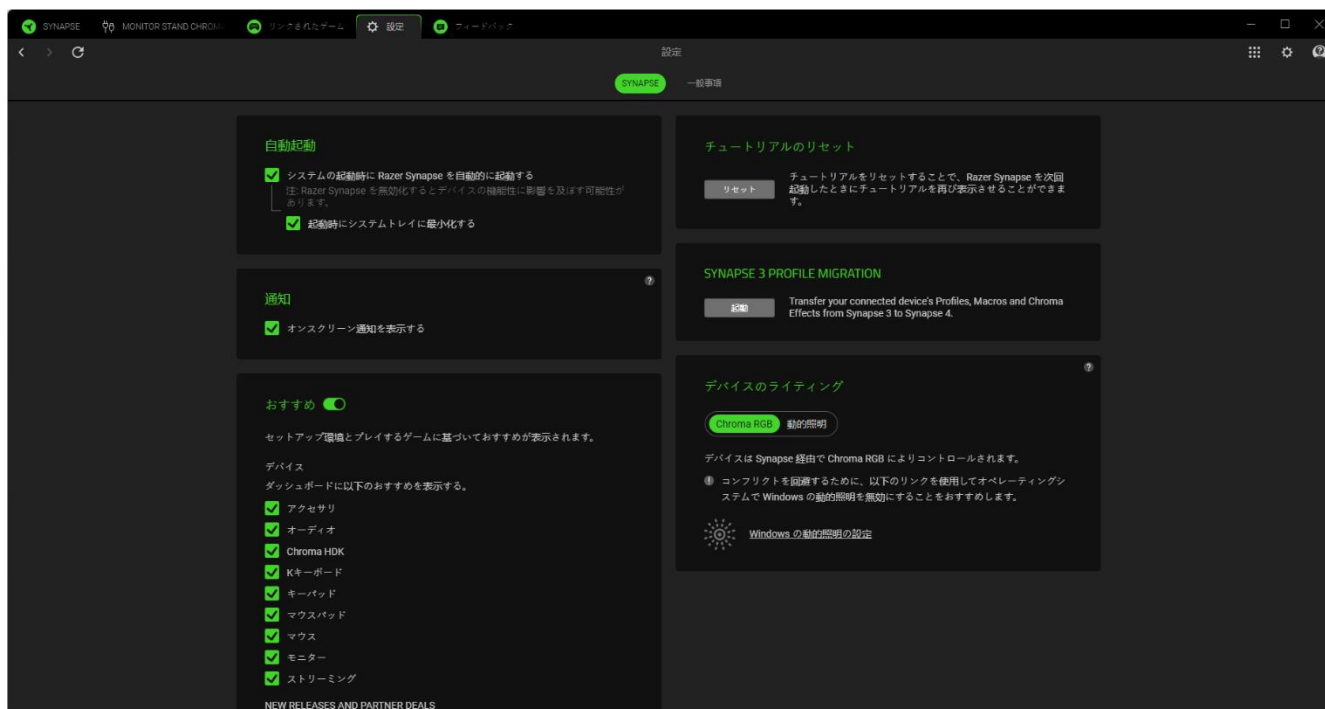 SYNAPSE
MONITOR STAND CHROMA
リンクされたゲーム
設定
フィードバック
設定
SYNAPSE
一般事項
自動起動
システムの起動時に Razer Synapse を自動的に起動する
注: Razer Synapse を無効化するとデバイスの機能性に影響を及ぼす可能性が
あります。
起動時にシステムトレイに最小化する
通知
オンスクリーン通知を表示する
おすすめ
セットアップ環境とプレイするゲームに基づいておすすめが表示されます。
デバイス
ダッシュボードに以下のおすすめを表示する。
アクセサリ
オーディオ
Chroma HDK
Kキーボード
キーパッド
マウスパッド
マウス
モニター
ストリーミング
NEW RELEASES AND PARTNER DEALS
チュートリアルのリセット
リセット
チュートリアルをリセットすることで、Razer Synapse を次回
起動したときにチュートリアルを再び表示させることができま
す。
SYNAPSE 3 PROFILE MIGRATION
起動
Transfer your connected device's Profiles, Macros and Chroma
Effects from Synapse 3 to Synapse 4.
デバイスのライティング
Chroma RGB
動的照明
デバイスは Synapse 経由で Chroma RGB によりコントロールされます。
コンフリクトを回避するために、以下のリンクを使用してオペレーティングシ
ステムで Windows の動的照明を無効にすることをおすすめします。
Windows の動的照明の設定